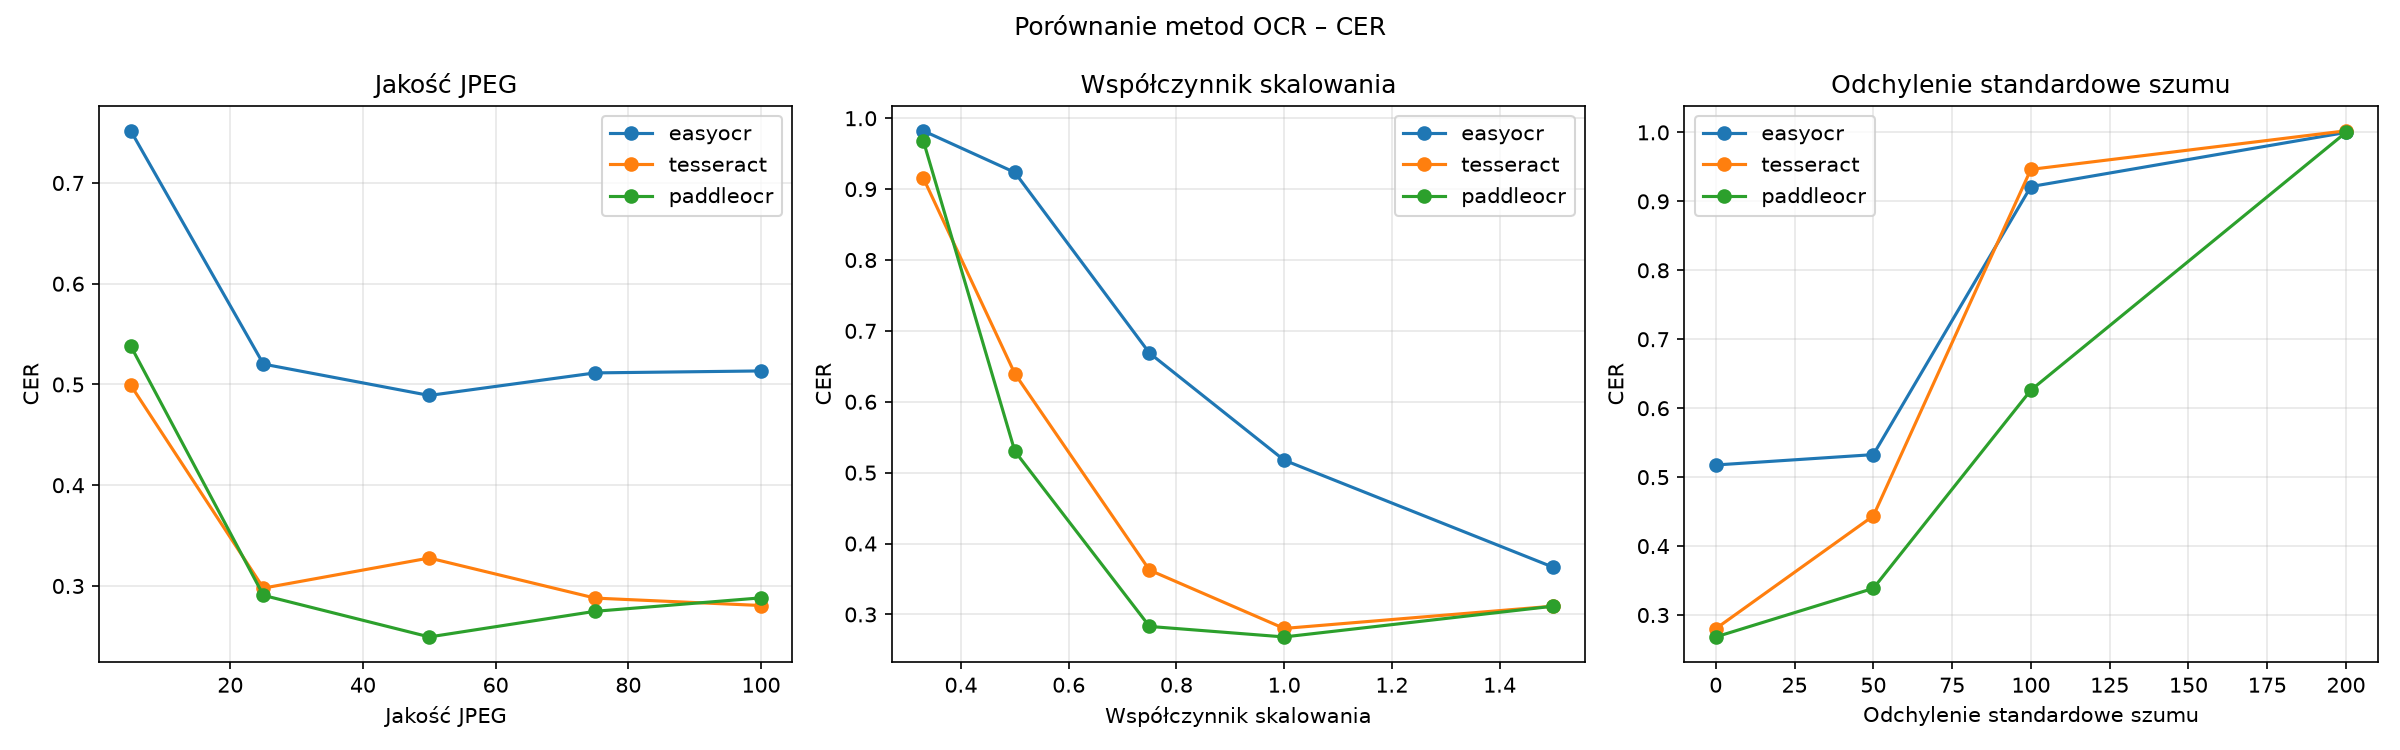 Porównanie metod OCR – CER
Jakość JPEG
CER
0.7
0.6
0.5
0.4
0.3
20 40 60 80 100
Jakość JPEG
easyocr
tesseract
paddleocr
Współczynnik skalowania
CER
1.0
0.9
0.8
0.7
0.6
0.5
0.4
0.3
0.4 0.6 0.8 1.0 1.2 1.4
Współczynnik skalowania
easyocr
tesseract
paddleocr
Odchylenie standardowe szumu
CER
1.0
0.9
0.8
0.7
0.6
0.5
0.4
0.3
0 25 50 75 100 125 150 175 200
Odchylenie standardowe szumu
easyocr
tesseract
paddleocr